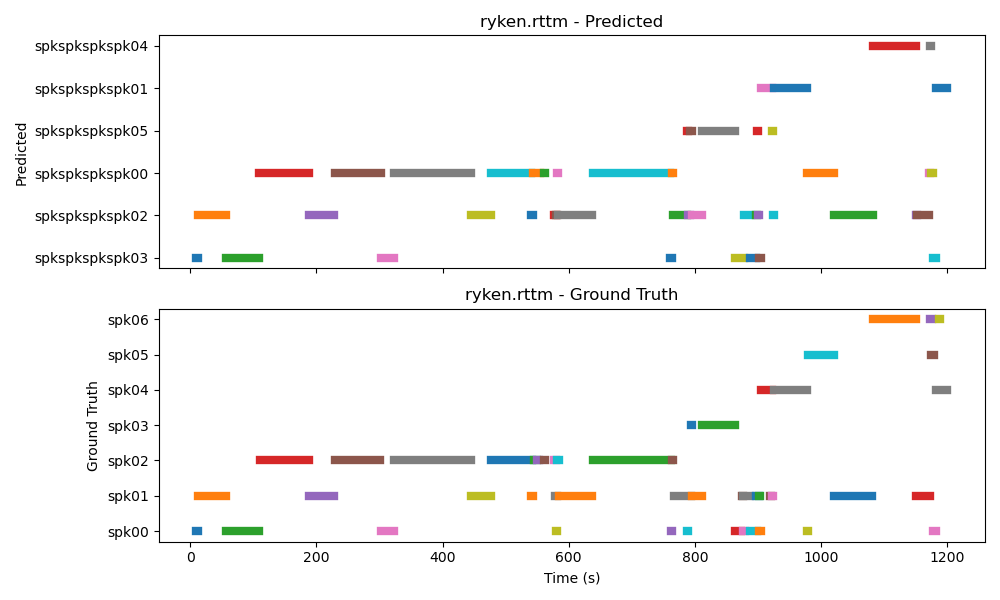 ryken.rttm - Predicted
Predicted
spkspkspkspk04
spkspkspkspk01
spkspkspkspk05
spkspkspkspk00
spkspkspkspk02
spkspkspkspk03
ryken.rttm - Ground Truth
Ground Truth
spk06
spk05
spk04
spk03
spk02
spk01
spk00
0 200 400 600 800 1000 1200
Time (s)